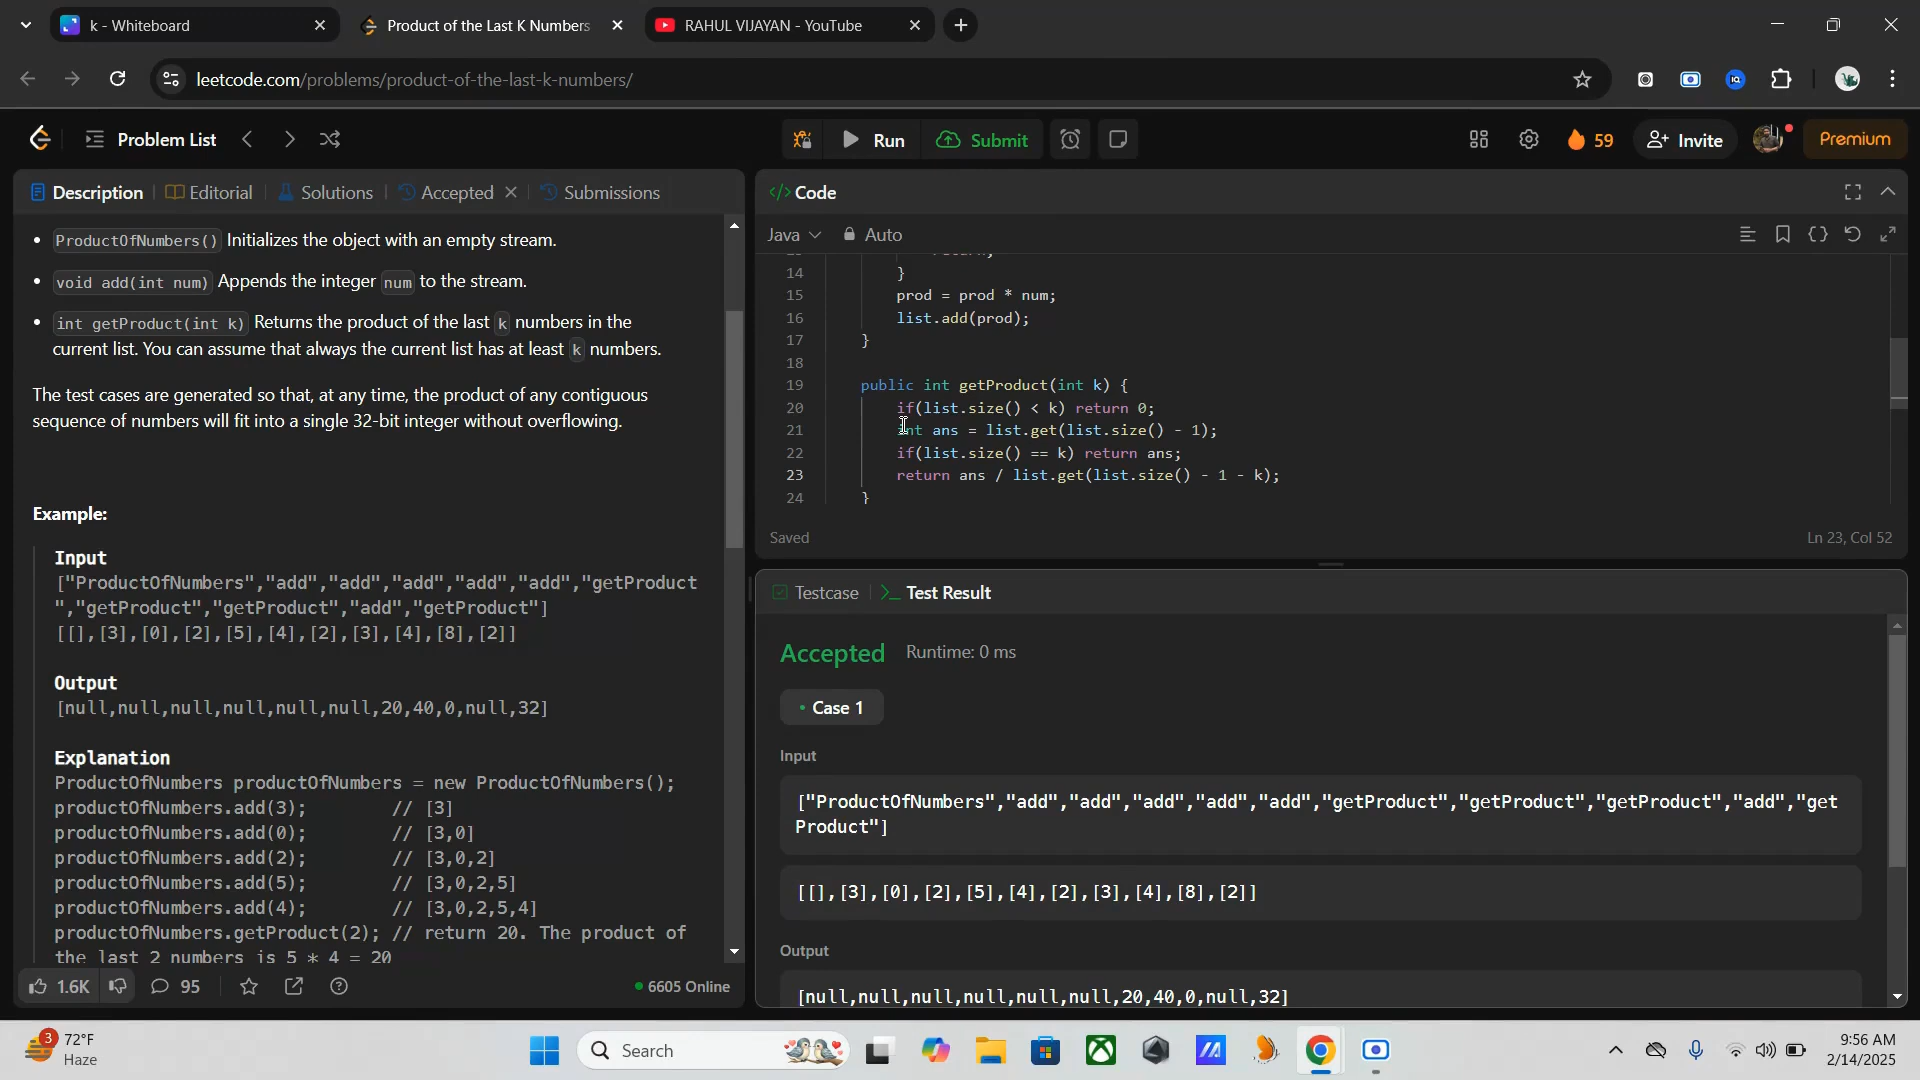 k - Whiteboard
Product of the Last K Numbers
RAHUL VIJAYAN - YouTube
leetcode.com/problems/product-of-the-last-k-numbers/
Problem List
Run
Submit
59
Invite
Premium
Description
Editorial
Solutions
Accepted
Submissions
• ProductOfNumbers() Initializes the object with an empty stream.
• void add(int num) Appends the integer num to the stream.
• int getProduct(int k) Returns the product of the last k numbers in the
current list. You can assume that always the current list has at least k numbers.
The test cases are generated so that, at any time, the product of any contiguous
sequence of numbers will fit into a single 32-bit integer without overflowing.
Example:
Input
["ProductOfNumbers","add","add","add","add","add","getProduct
","getProduct","getProduct","add","getProduct"]
[[],[3],[0],[2],[5],[4],[2],[3],[4],[8],[2]]
Output
[null,null,null,null,null,null,20,40,0,null,32]
Explanation
ProductOfNumbers productOfNumbers = new ProductOfNumbers();
productOfNumbers.add(3);        // [3]
productOfNumbers.add(0);        // [3,0]
productOfNumbers.add(2);        // [3,0,2]
productOfNumbers.add(5);        // [3,0,2,5]
productOfNumbers.add(4);        // [3,0,2,5,4]
productOfNumbers.getProduct(2); // return 20. The product of
the last 2 numbers is 5 * 4 = 20
1.6K
95
6605 Online
</> Code
Java
Auto
14 }
15 prod = prod * num;
16 list.add(prod);
17 }
18
19 public int getProduct(int k) {
20 if(list.size() < k) return 0;
21 int ans = list.get(list.size() - 1);
22 if(list.size() == k) return ans;
23 return ans / list.get(list.size() - 1 - k);
24 }
Saved
Ln 23, Col 52
Testcase
Test Result
Accepted
Runtime: 0 ms
• Case 1
Input
["ProductOfNumbers","add","add","add","add","add","getProduct","getProduct","getProduct","add","get
Product"]
[[],[3],[0],[2],[5],[4],[2],[3],[4],[8],[2]]
Output
[null,null,null,null,null,null,20,40,0,null,32]
3
72°F
Haze
Search
9:56 AM
2/14/2025